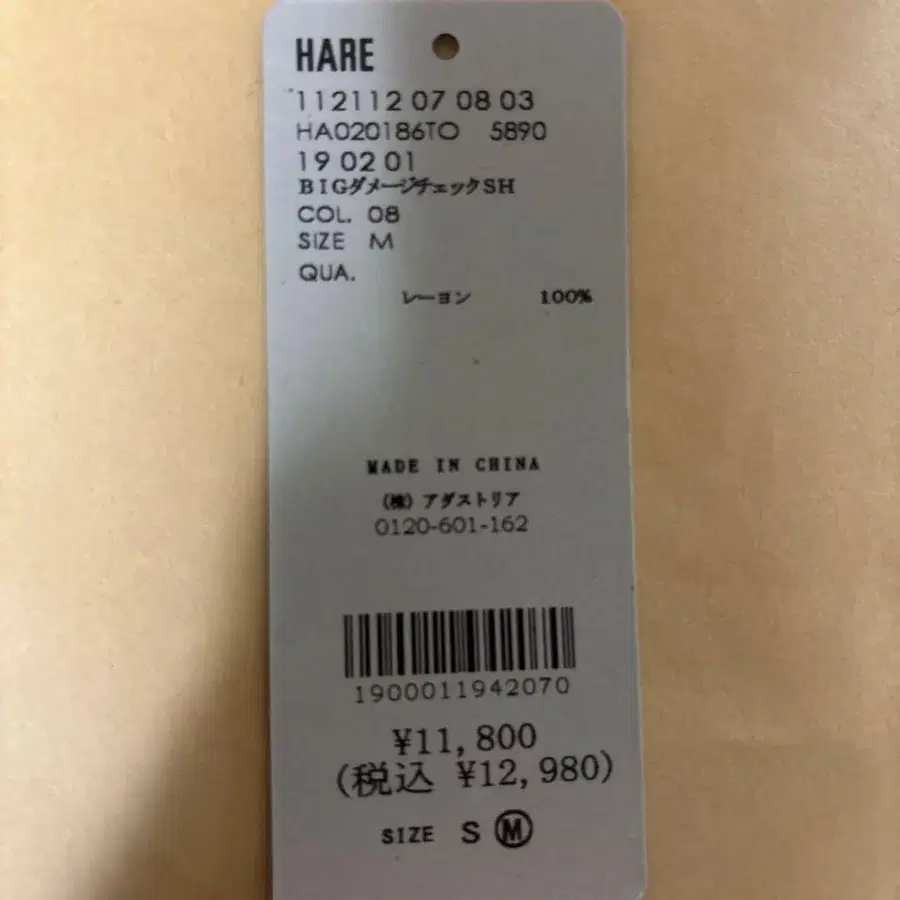 HARE
112112 07 08 03
HA020186TO 5890
19 02 01
BIGダメージチェックSH
COL. 08
SIZE M
QUA.
レーヨン 100%
MADE IN CHINA
(株) アダストリア
0120-601-162
1900011942070
¥11,800
(税込 ¥12,980)
SIZE S Ⓜ